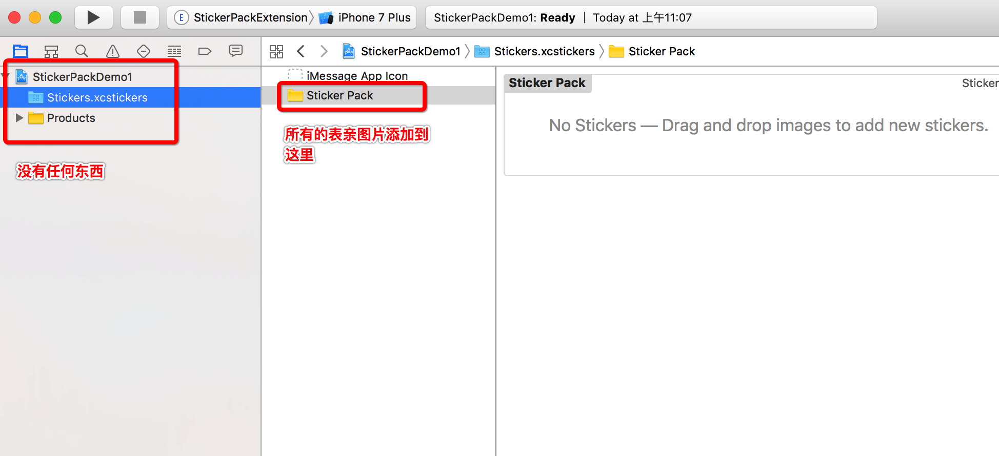 StickerPackExtension iPhone 7 Plus StickerPackDemo1: Ready Today at 上午11:07
StickerPackDemo1 Stickers.xcstickers Sticker Pack
StickerPackDemo1
Stickers.xcstickers
Products
没有任何东西
iMessage App Icon
Sticker Pack
所有的表亲图片添加到
这里
Sticker Pack Sticker
No Stickers — Drag and drop images to add new stickers.